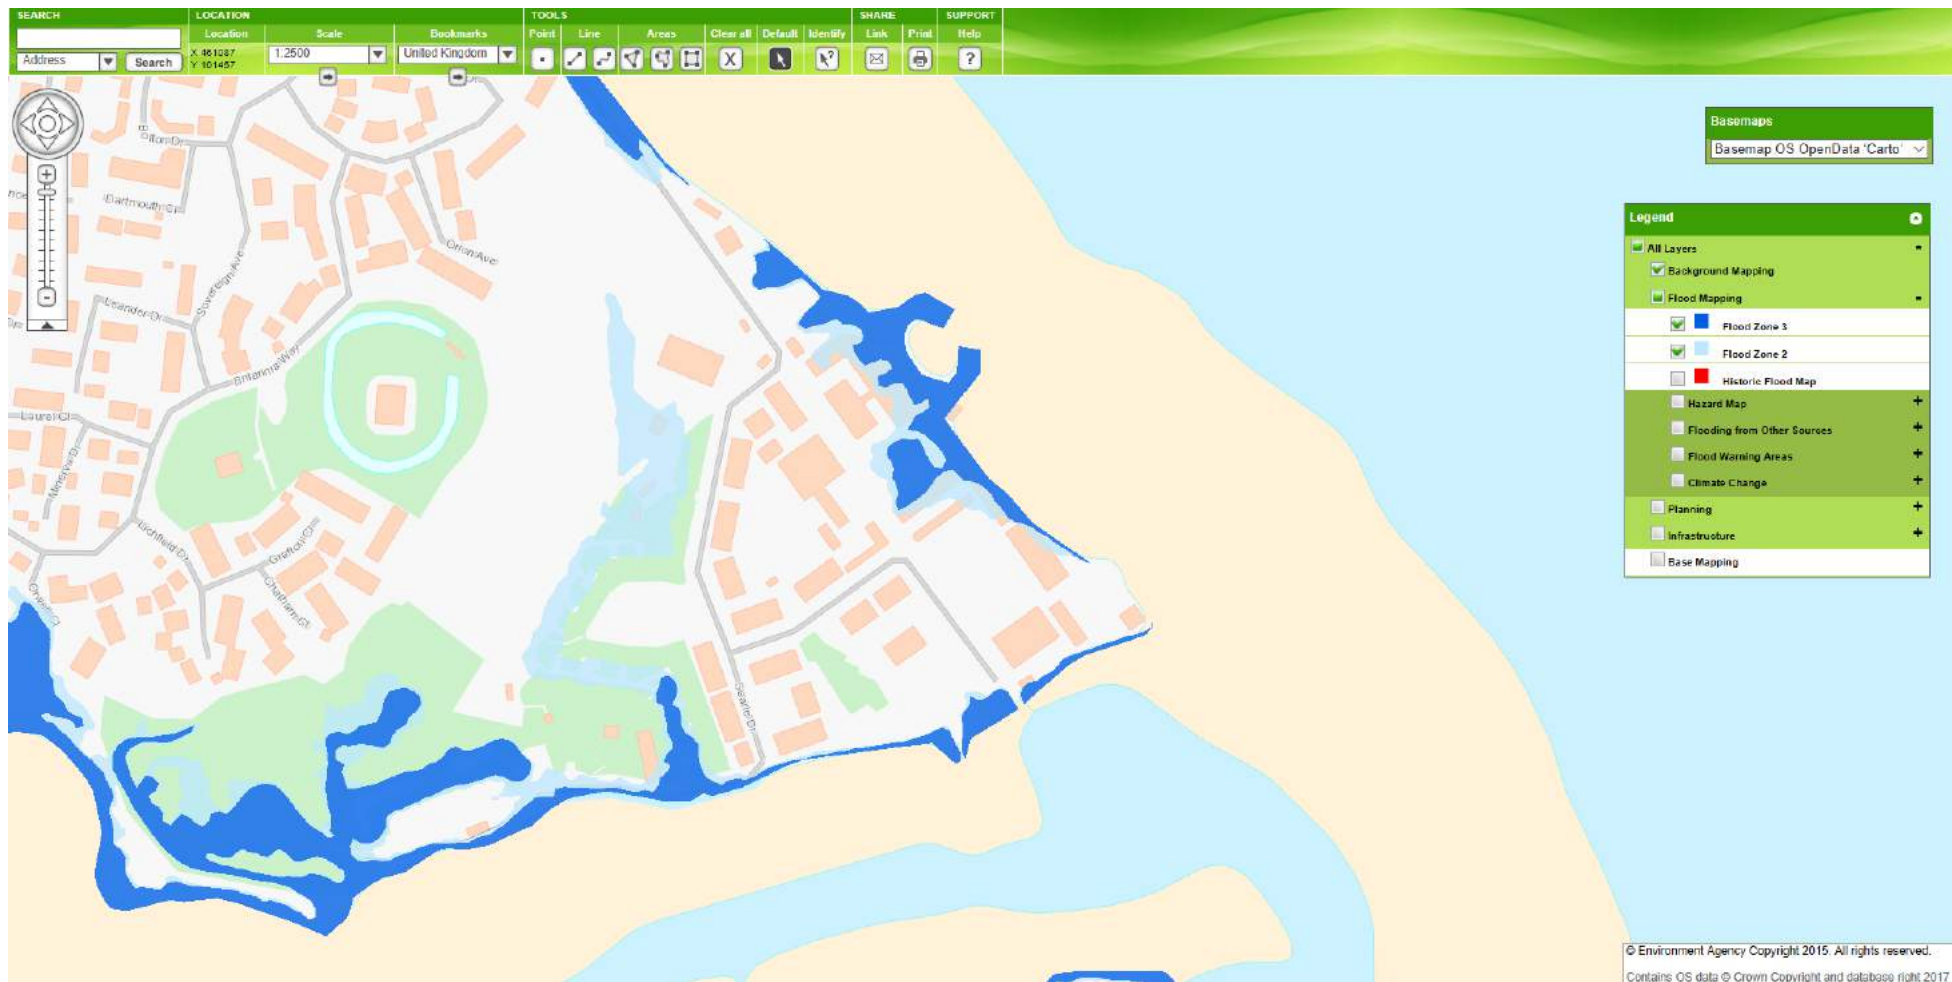 SEARCH
LOCATION
TOOLS
SHARE
SUPPORT
Location
Scale
Bookmarks
Point
Line
Areas
Clear all
Default
Identify
Link
Print
Help
X 461087
Y 101457
1:2500
United Kingdom
Address
Search
X
?
Basemaps
Basemap OS OpenData 'Carto'
Legend
All Layers
Background Mapping
Flood Mapping
Flood Zone 3
Flood Zone 2
Historic Flood Map
Hazard Map
Flooding from Other Sources
Flood Warning Areas
Climate Change
Planning
Infrastructure
Base Mapping
Dartmouth Cl
Orion Ave
Sovereign Ave
Leander Dr
Britannia Way
Laurel Cl
Minerva Dr
Lichfield Dr
Grafton Cl
Chatham Cl
© Environment Agency Copyright 2015. All rights reserved.
Contains OS data © Crown Copyright and database right 2017